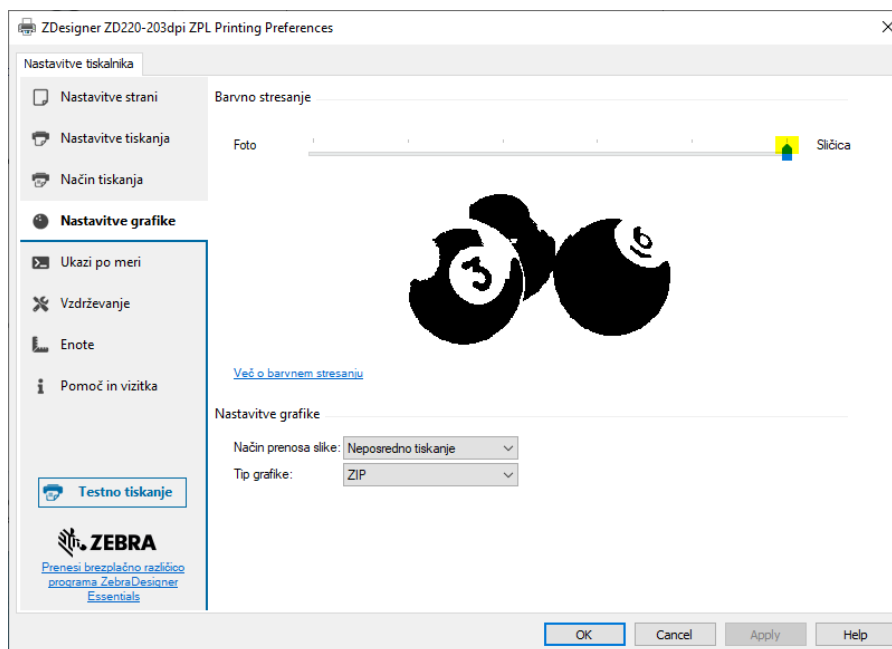 ZDesigner ZD220-203dpi ZPL Printing Preferences
Nastavitve tiskalnika
Nastavitve strani
Nastavitve tiskanja
Način tiskanja
Nastavitve grafike
Ukazi po meri
Vzdrževanje
Enote
Pomoč in vizitka
Testno tiskanje
ZEBRA
Prenesi brezplačno različico
programa ZebraDesigner
Essentials
Barvno stresanje
Foto
Sličica
3
16
Več o barvnem stresanju
Nastavitve grafike
Način prenosa slike: Neposredno tiskanje
Tip grafike: ZIP
OK
Cancel
Apply
Help